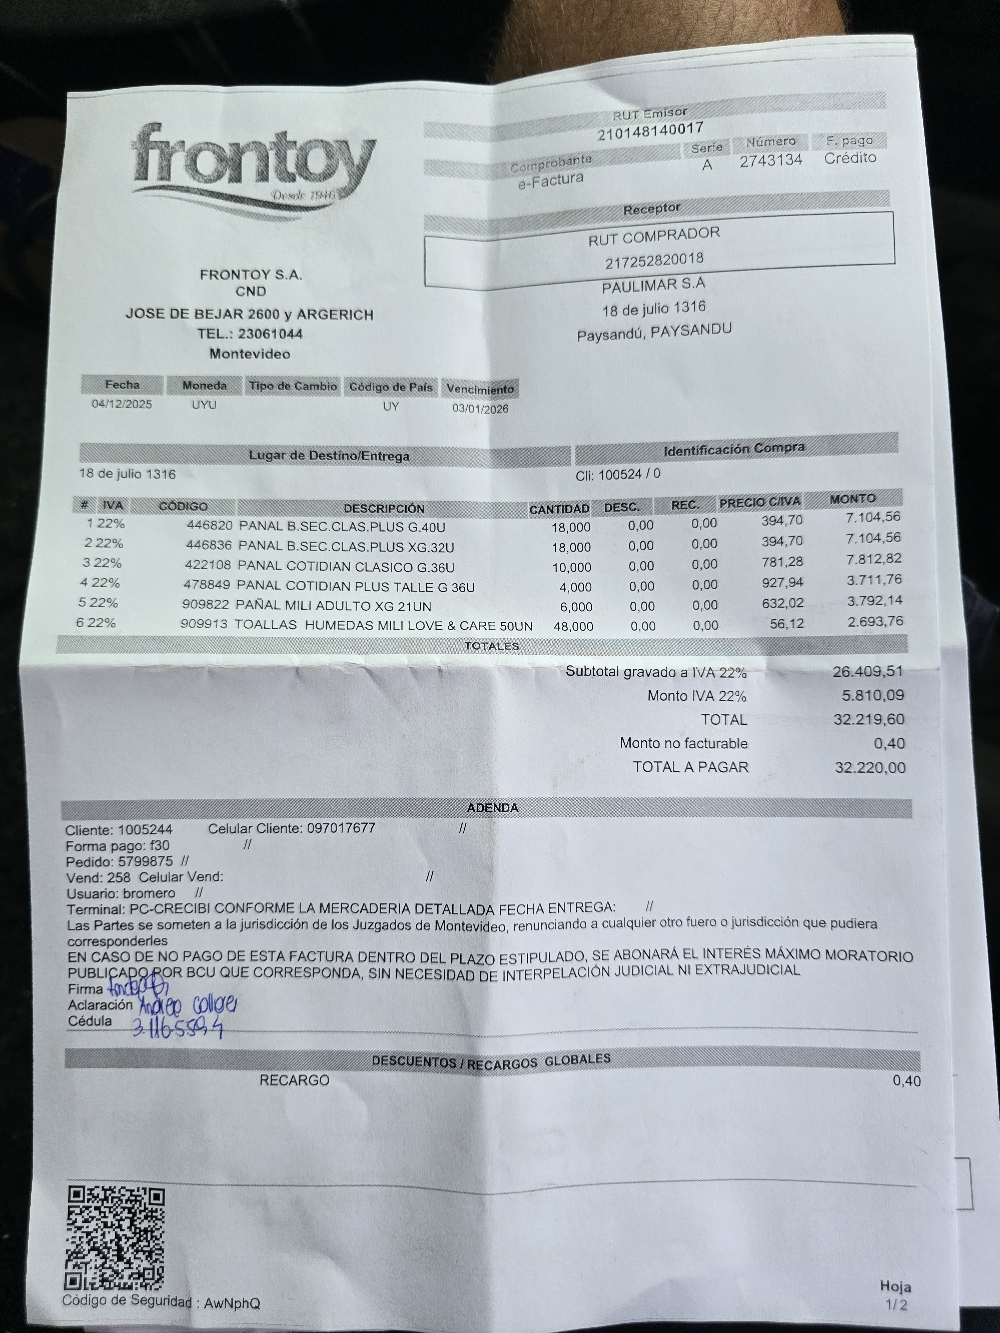 frontoy
Desde 1946
RUT Emisor
210148140017
Comprobante Serie Número F. pago
e-Factura A 2743134 Crédito
Receptor
RUT COMPRADOR
217252820018
PAULIMAR S.A
18 de julio 1316
Paysandú, PAYSANDU
FRONTOY S.A.
CND
JOSE DE BEJAR 2600 y ARGERICH
TEL.: 23061044
Montevideo
Fecha Moneda Tipo de Cambio Código de País Vencimiento
04/12/2025 UYU UY 03/01/2026
Lugar de Destino/Entrega Identificación Compra
18 de julio 1316 Cli: 100524 / 0
# IVA CÓDIGO DESCRIPCIÓN CANTIDAD DESC. REC. PRECIO C/IVA MONTO
1 22% 446820 PANAL B.SEC.CLAS.PLUS G.40U 18,000 0,00 0,00 394,70 7.104,56
2 22% 446836 PANAL B.SEC.CLAS.PLUS XG.32U 18,000 0,00 0,00 394,70 7.104,56
3 22% 422108 PANAL COTIDIAN CLASICO G.36U 10,000 0,00 0,00 781,28 7.812,82
4 22% 478849 PANAL COTIDIAN PLUS TALLE G 36U 4,000 0,00 0,00 927,94 3.711,76
5 22% 909822 PAÑAL MILI ADULTO XG 21UN 6,000 0,00 0,00 632,02 3.792,14
6 22% 909913 TOALLAS HUMEDAS MILI LOVE & CARE 50UN 48,000 0,00 0,00 56,12 2.693,76
TOTALES
Subtotal gravado a IVA 22% 26.409,51
Monto IVA 22% 5.810,09
TOTAL 32.219,60
Monto no facturable 0,40
TOTAL A PAGAR 32.220,00
ADENDA
Cliente: 1005244 Celular Cliente: 097017677 //
Forma pago: f30 //
Pedido: 5799875 //
Vend: 258 Celular Vend: //
Usuario: bromero //
Terminal: PC-CRECIBI CONFORME LA MERCADERIA DETALLADA FECHA ENTREGA: //
Las Partes se someten a la jurisdicción de los Juzgados de Montevideo, renunciando a cualquier otro fuero o jurisdicción que pudiera
corresponderles
EN CASO DE NO PAGO DE ESTA FACTURA DENTRO DEL PLAZO ESTIPULADO, SE ABONARÁ EL INTERÉS MÁXIMO MORATORIO
PUBLICADO POR BCU QUE CORRESPONDA, SIN NECESIDAD DE INTERPELACIÓN JUDICIAL NI EXTRAJUDICIAL
Firma
Aclaración
Cédula
DESCUENTOS / RECARGOS GLOBALES
RECARGO 0,40
Código de Seguridad : AwNphQ
Hoja
1/2